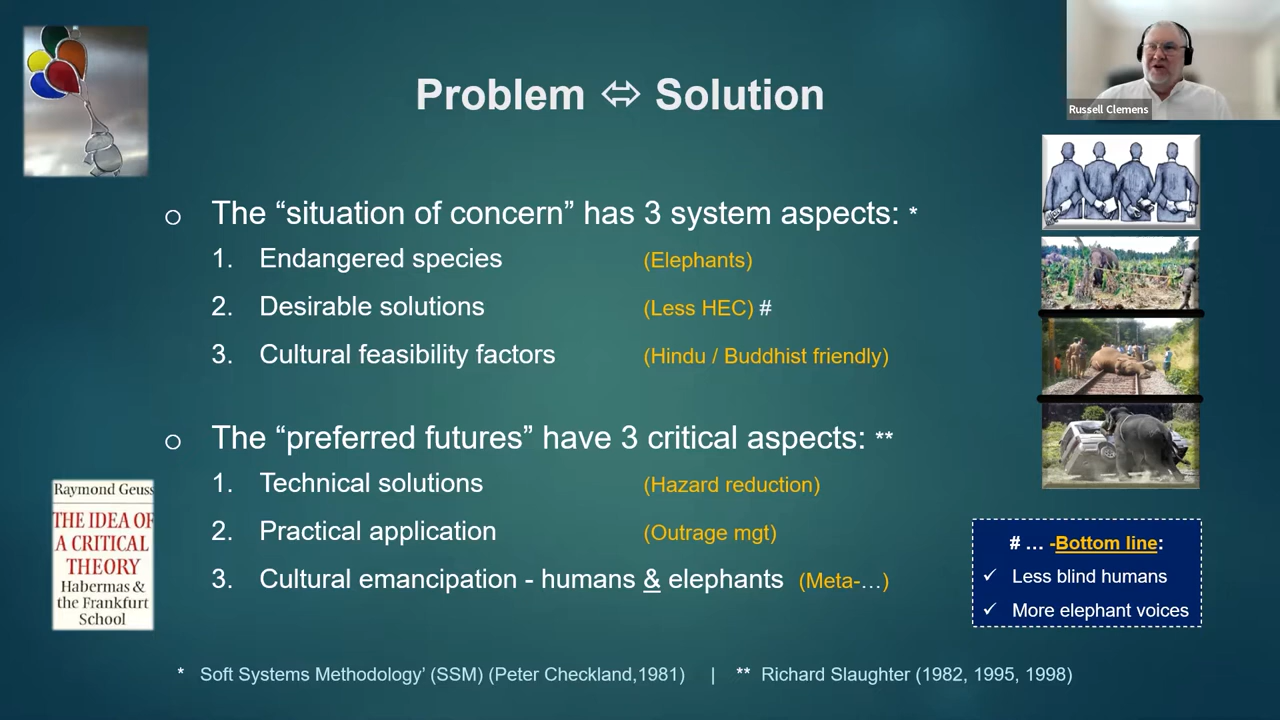 Problem ⬄ Solution
Russell Clemens
o The “situation of concern” has 3 system aspects: *
1. Endangered species (Elephants)
2. Desirable solutions (Less HEC) #
3. Cultural feasibility factors (Hindu / Buddhist friendly)
o The “preferred futures” have 3 critical aspects: **
1. Technical solutions (Hazard reduction)
2. Practical application (Outrage mgt)
3. Cultural emancipation - humans & elephants (Meta-…)
Raymond Geuss
THE IDEA OF
A CRITICAL
THEORY
Habermas &
the Frankfurt
School
# … -Bottom line:
✓ Less blind humans
✓ More elephant voices
* Soft Systems Methodology’ (SSM) (Peter Checkland,1981) | ** Richard Slaughter (1982, 1995, 1998)